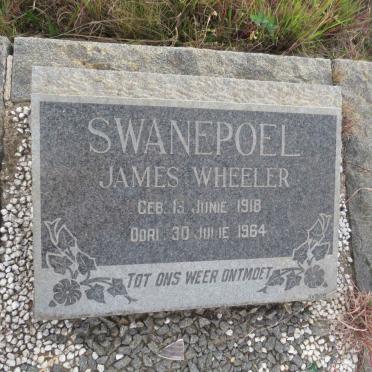 SWANEPOEL
JAMES WHEELER
GEB. 13 JUNIE 1918
OORL. 30 JULIE 1964
TOT ONS WEER ONTMOET